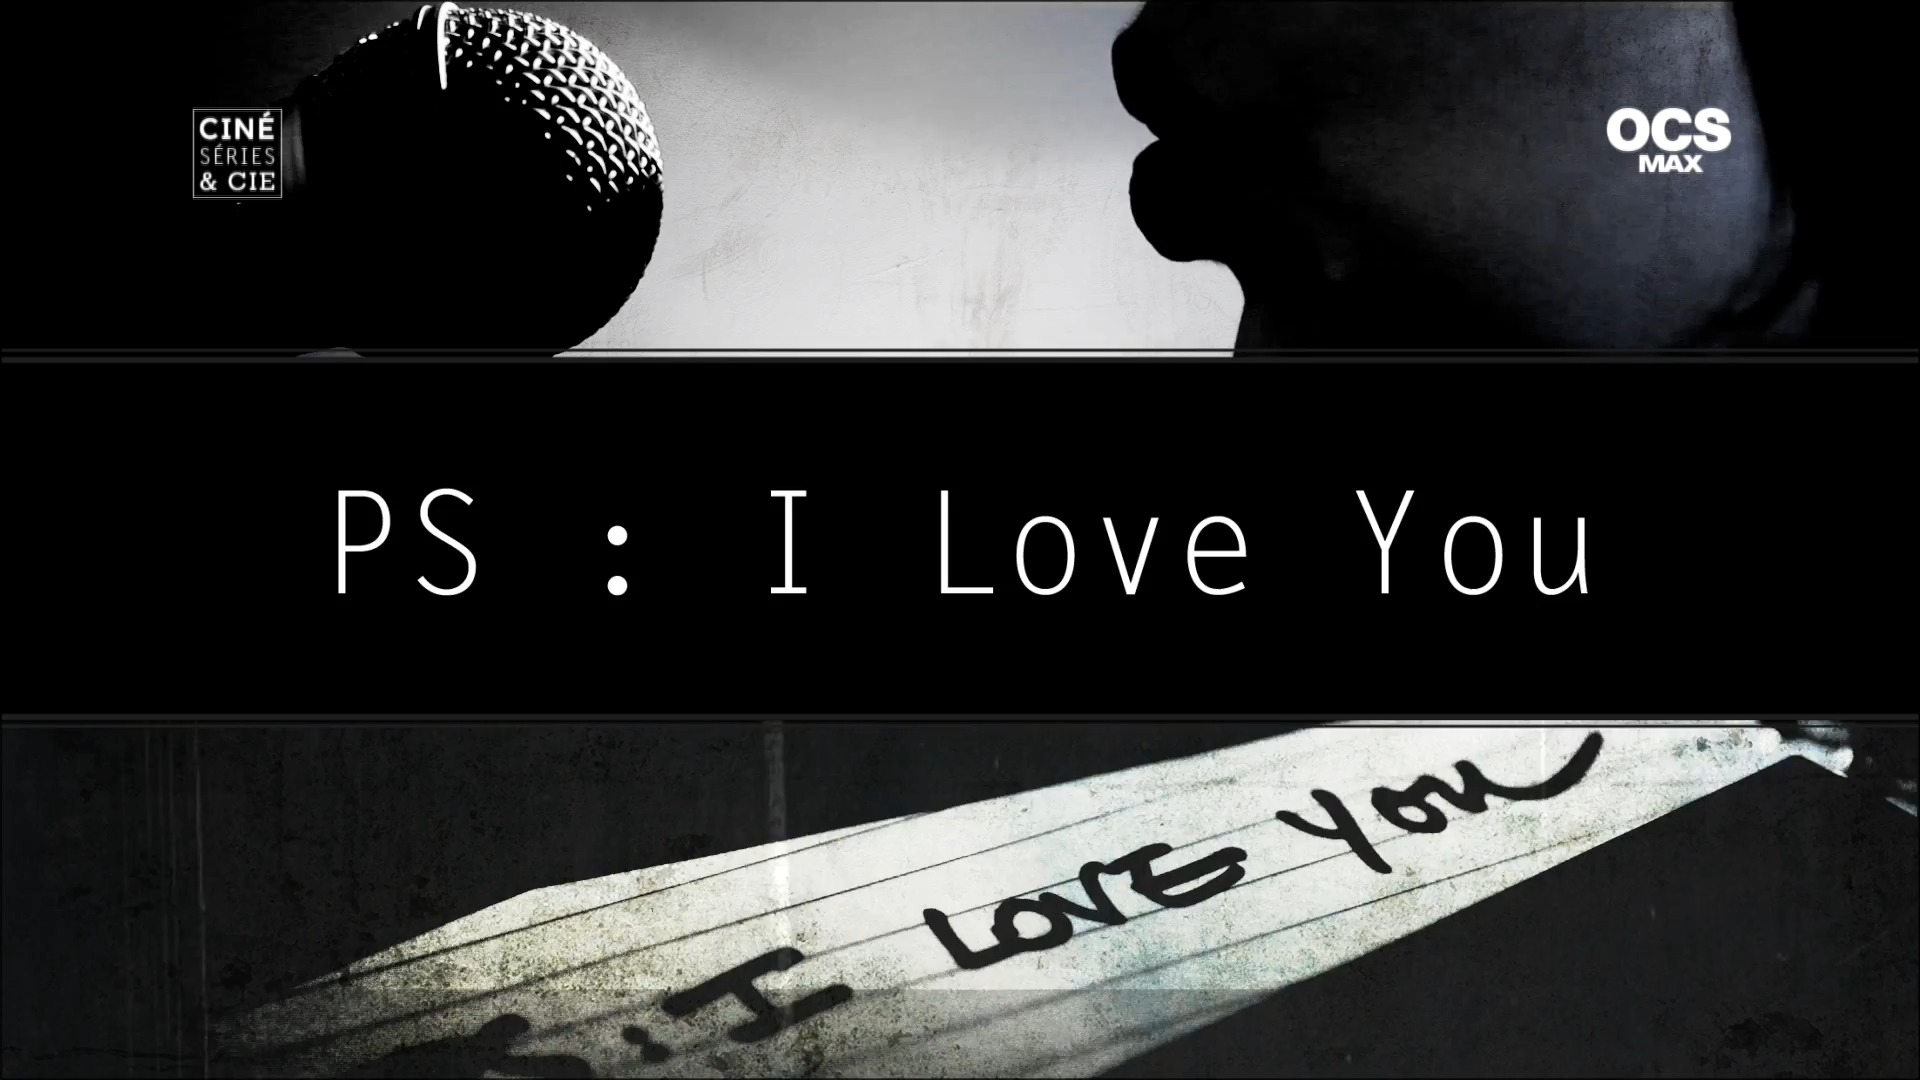 CINÉ
SÉRIES
& CIE
OCS
MAX
PS : I Love You
S : I LOVE YOU